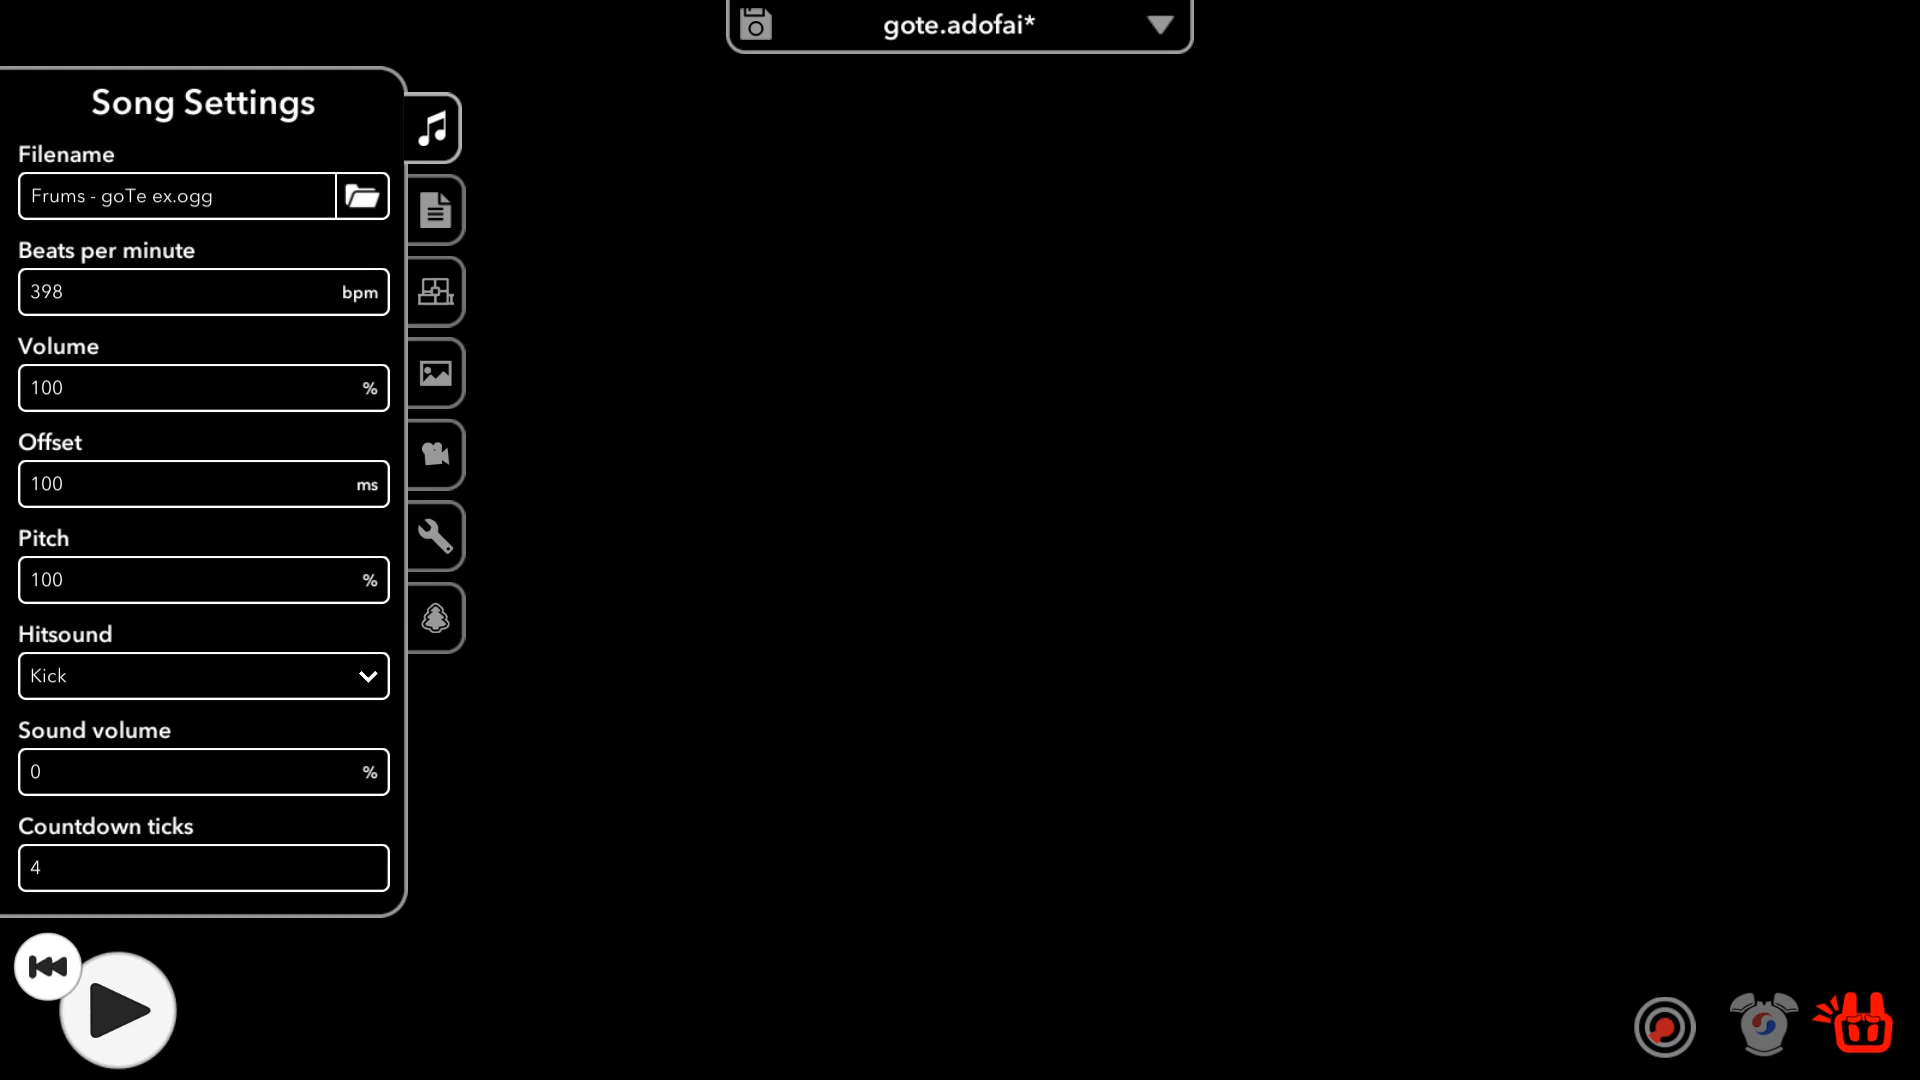 gote.adofai*
Song Settings
Filename
Frums - goTe ex.ogg
Beats per minute
398 bpm
Volume
100 %
Offset
100 ms
Pitch
100 %
Hitsound
Kick
Sound volume
0 %
Countdown ticks
4